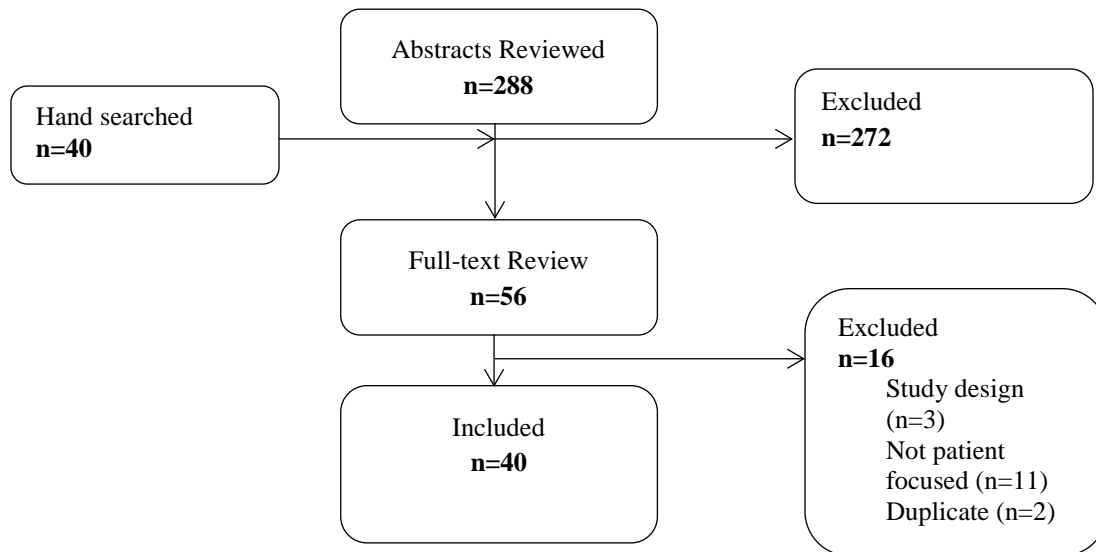 Abstracts Reviewed
n=288
Hand searched
n=40
Excluded
n=272
Full-text Review
n=56
Excluded
n=16
Study design
(n=3)
Not patient
focused (n=11)
Duplicate (n=2)
Included
n=40